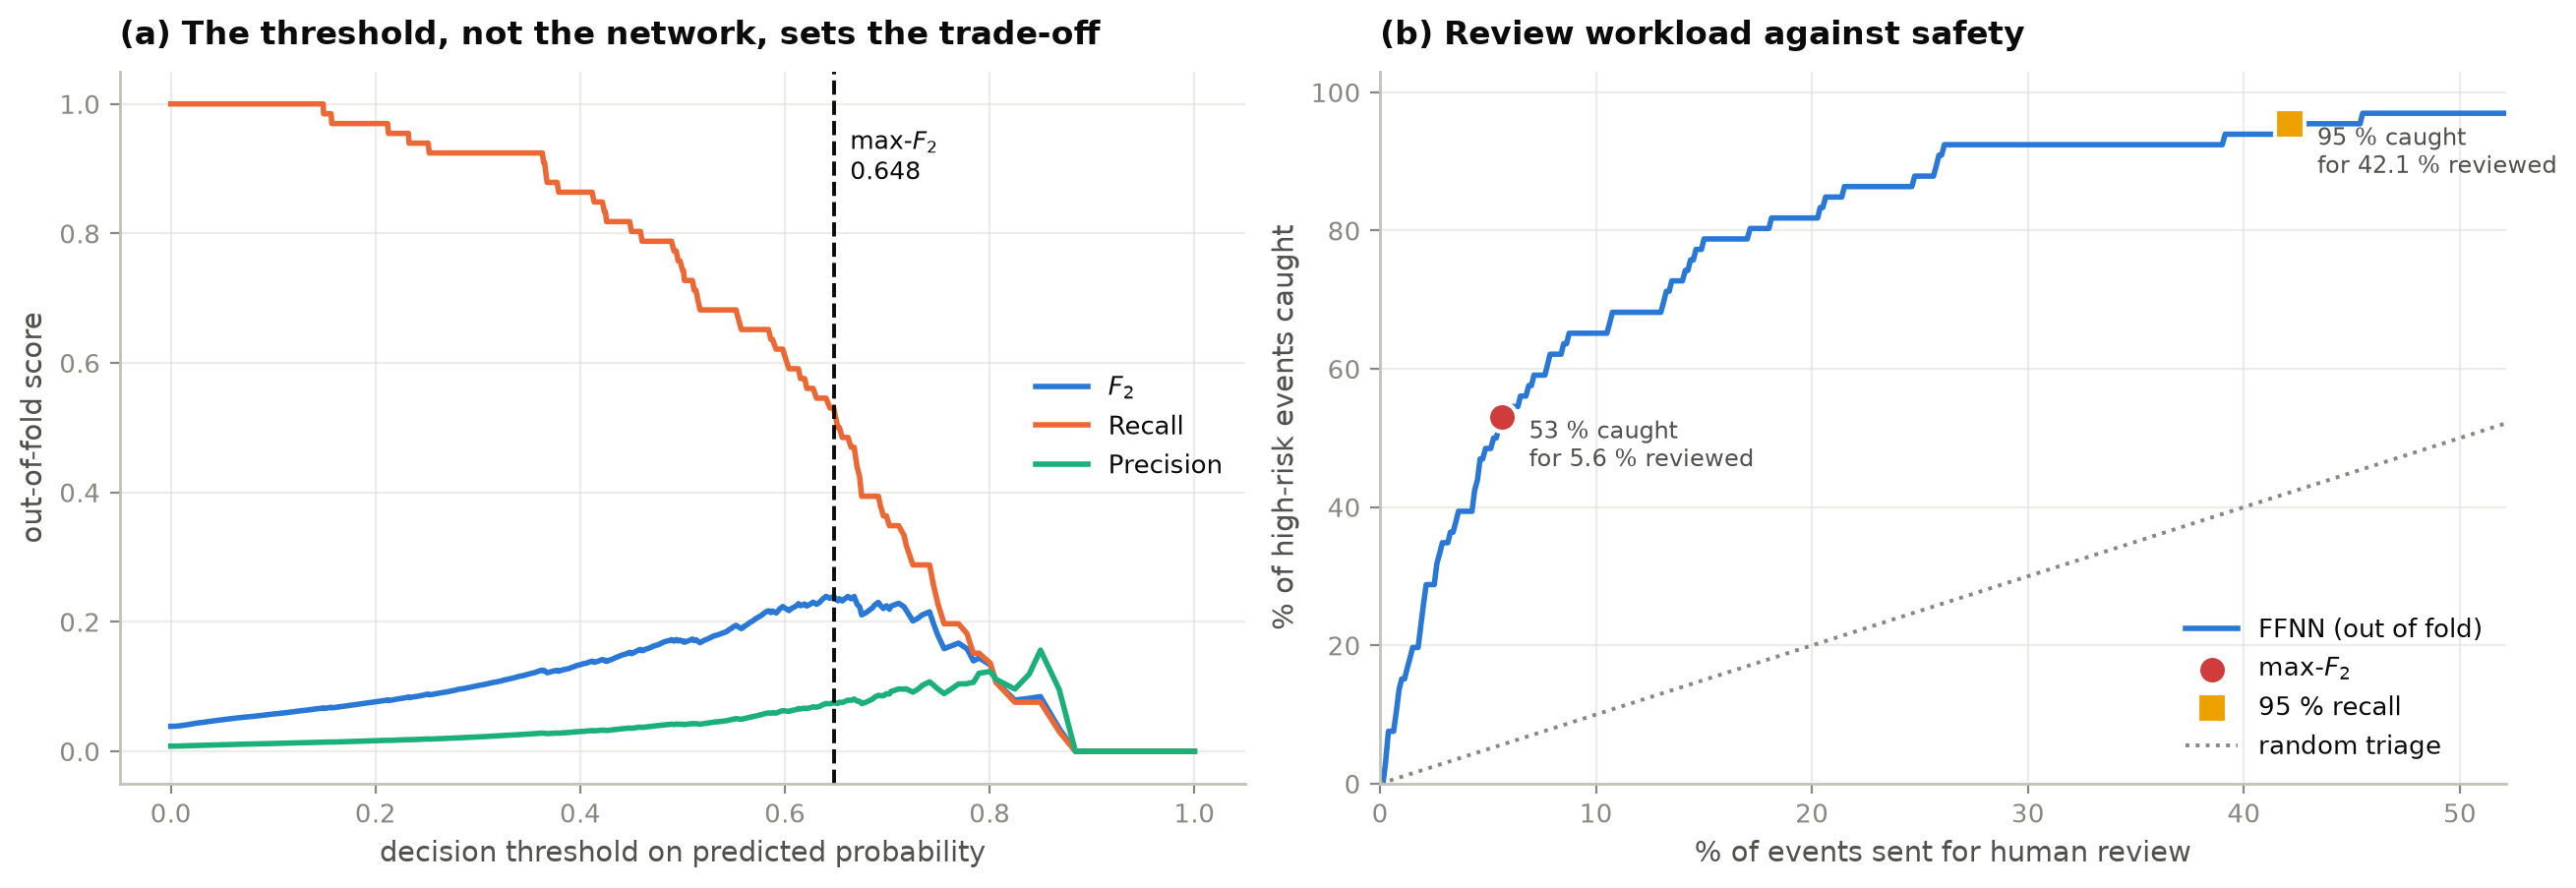 (a) The threshold, not the network, sets the trade-off
out-of-fold score
1.0
0.8
0.6
0.4
0.2
0.0
max-F₂
0.648
F₂
Recall
Precision
0.0 0.2 0.4 0.6 0.8 1.0
decision threshold on predicted probability
(b) Review workload against safety
% of high-risk events caught
100
80
60
40
20
0
95 % caught
for 42.1 % reviewed
53 % caught
for 5.6 % reviewed
FFNN (out of fold)
max-F₂
95 % recall
random triage
0 10 20 30 40 50
% of events sent for human review